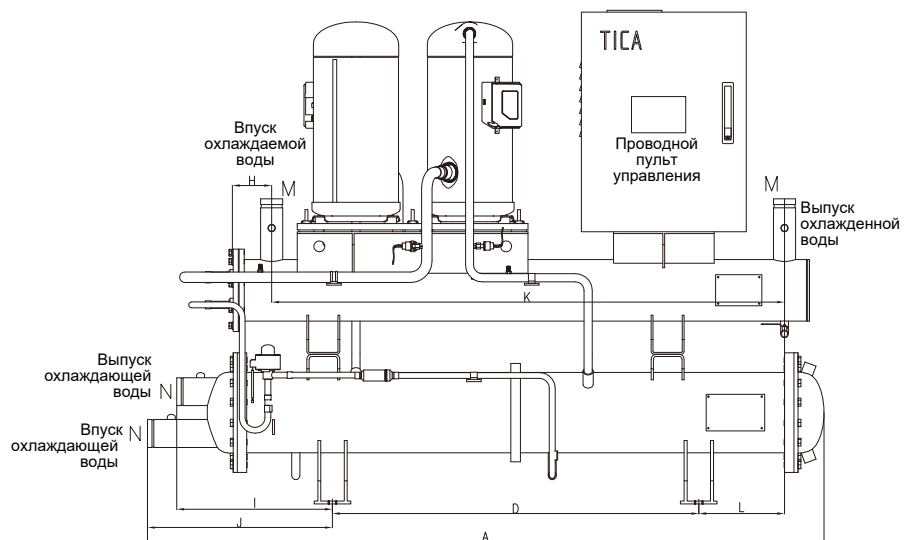 TICA
Впуск
охлаждаемой
воды
Проводной
пульт
управления
H
M
M
Выпуск
охлажденной
воды
K
Выпуск
охлаждающей
воды
N
Впуск
охлаждающей
воды
N
I
D
L
J
A